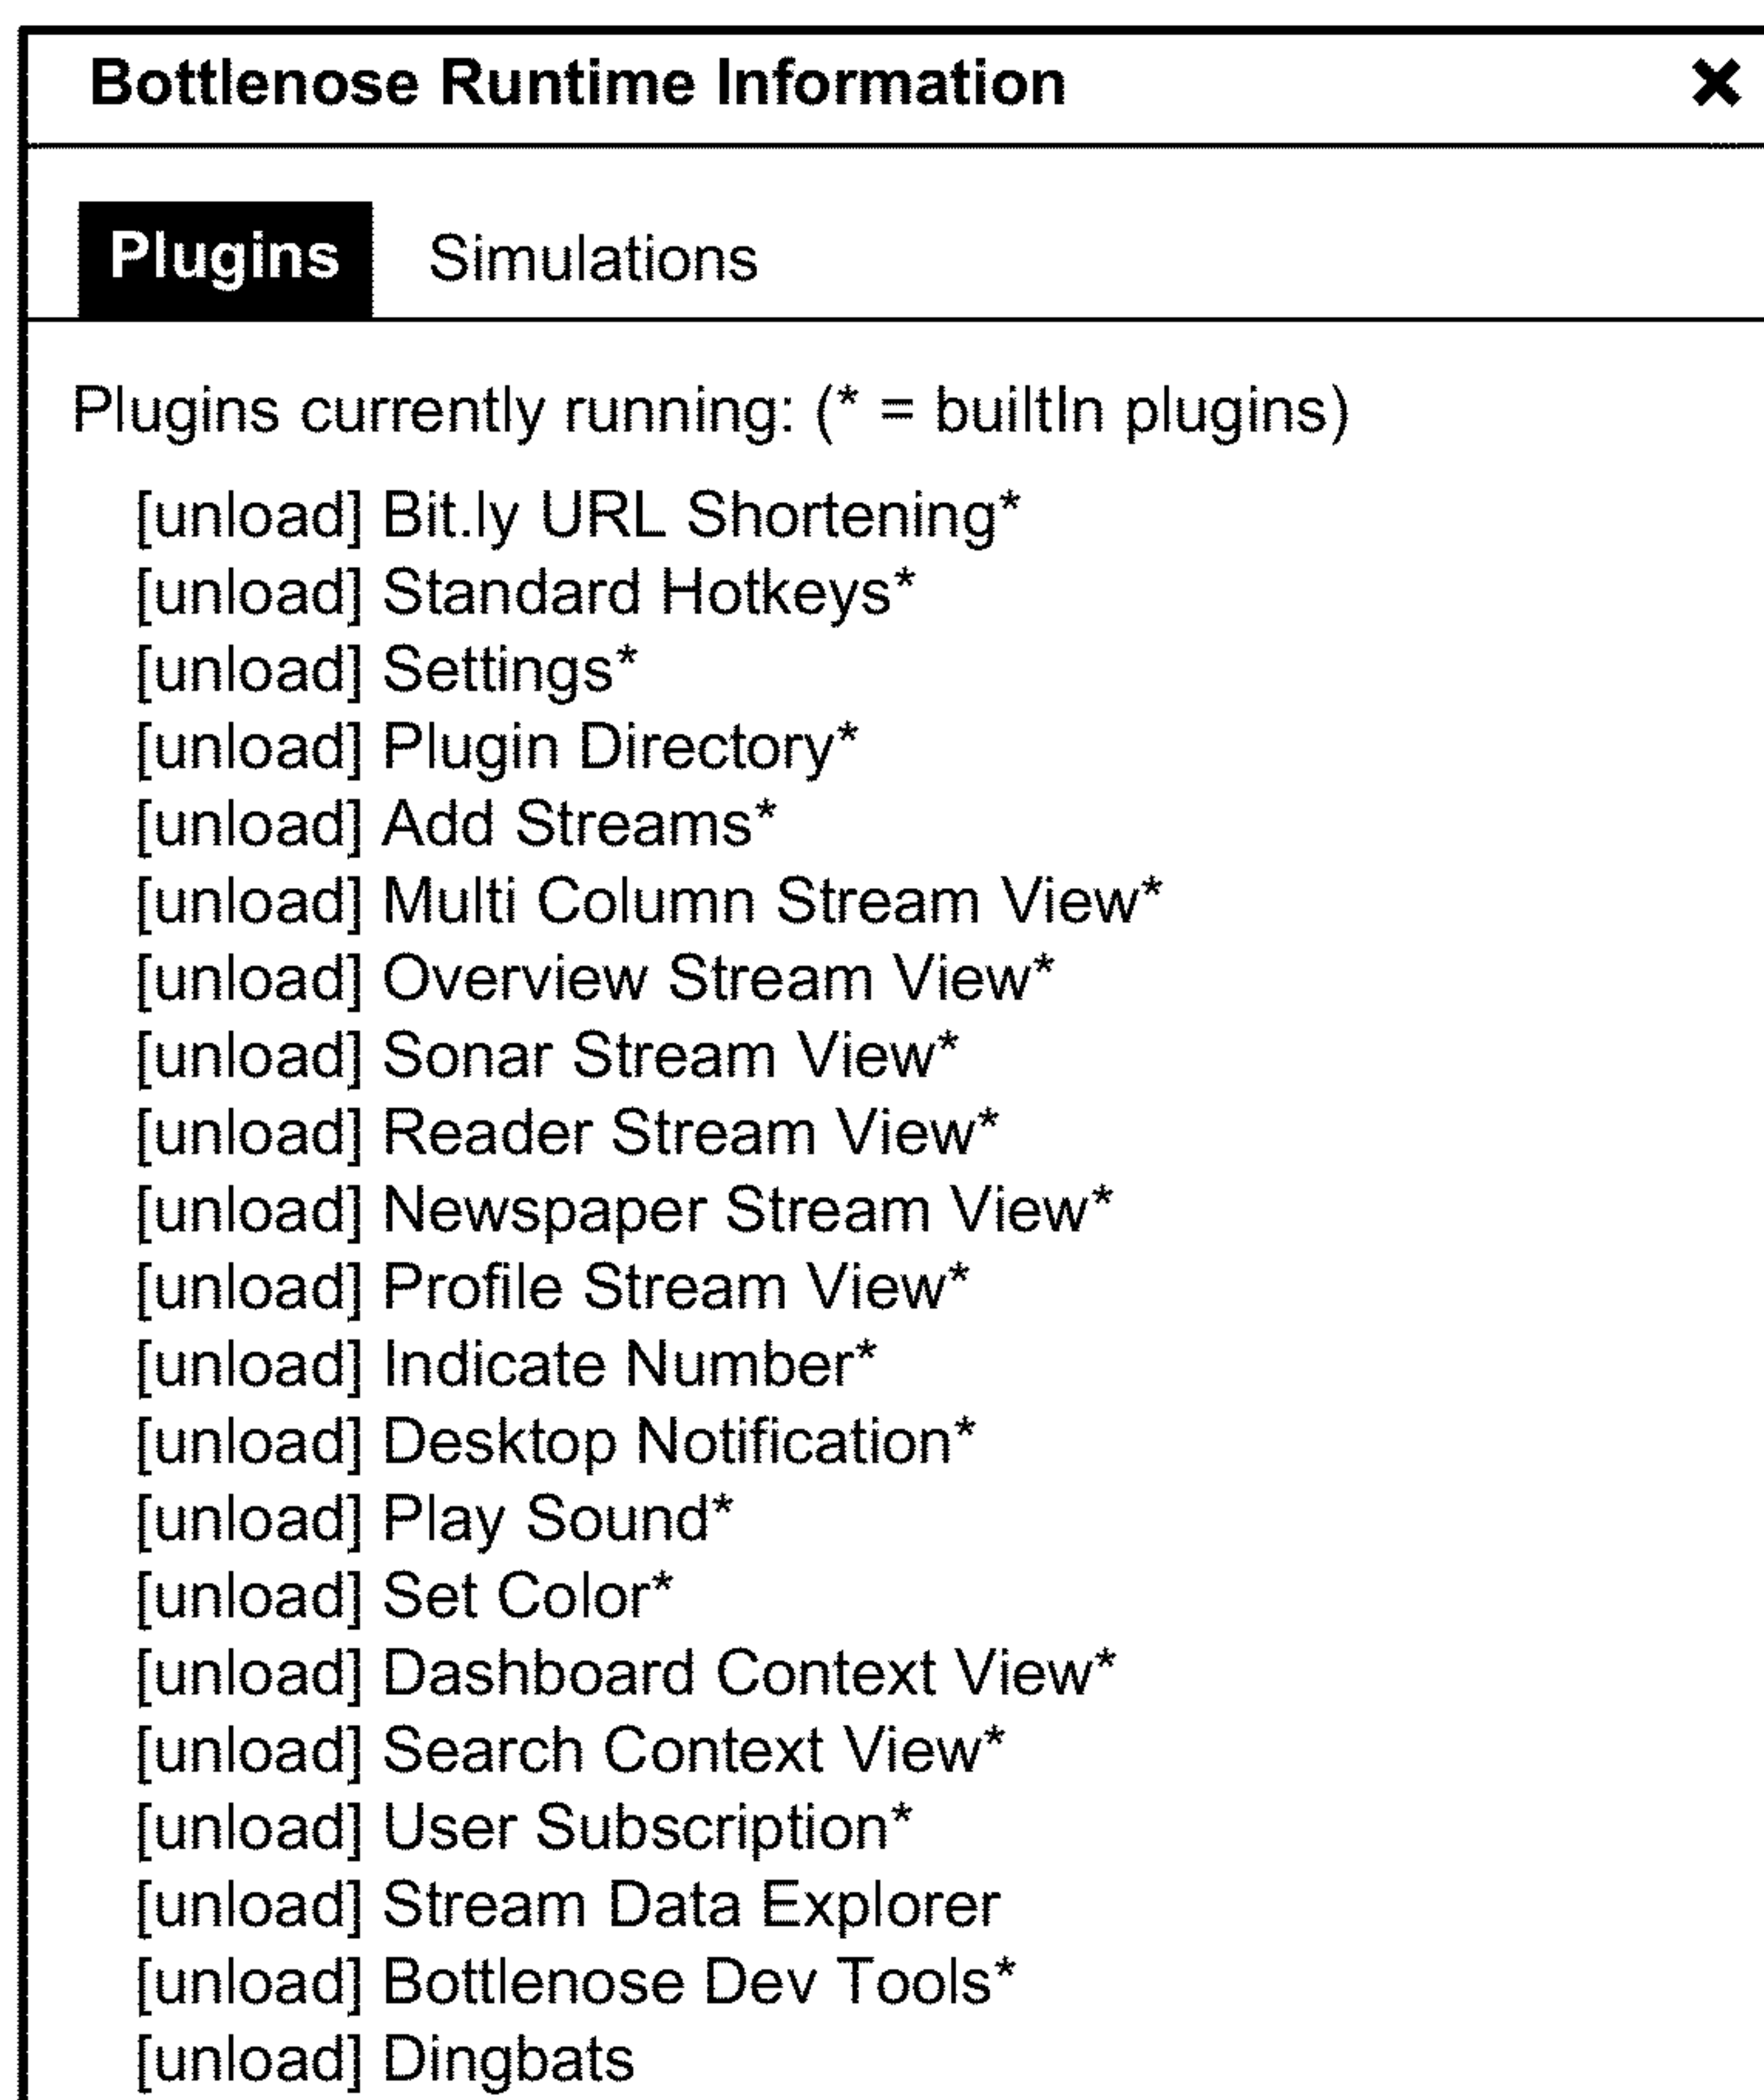 Bottlenose Runtime Information
Plugins Simulations
Plugins currently running: (* = builtIn plugins)
[unload] Bit.ly URL Shortening*
[unload] Standard Hotkeys*
[unload] Settings*
[unload] Plugin Directory*
[unload] Add Streams*
[unload] Multi Column Stream View*
[unload] Overview Stream View*
[unload] Sonar Stream View*
[unload] Reader Stream View*
[unload] Newspaper Stream View*
[unload] Profile Stream View*
[unload] Indicate Number*
[unload] Desktop Notification*
[unload] Play Sound*
[unload] Set Color*
[unload] Dashboard Context View*
[unload] Search Context View*
[unload] User Subscription*
[unload] Stream Data Explorer
[unload] Bottlenose Dev Tools*
[unload] Dingbats